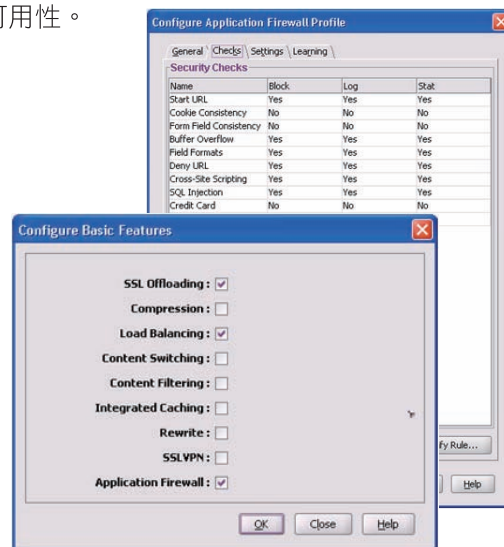 可用性。
Configure Application Firewall Profile
General Checks Settings Learning
Security Checks
Name Block Log Stat
Start URL Yes Yes Yes
Cookie Consistency No No No
Form Field Consistency No No No
Buffer Overflow Yes Yes Yes
Field Formats Yes Yes Yes
Deny URL Yes Yes Yes
Cross-Site Scripting Yes Yes Yes
SQL Injection Yes Yes Yes
Credit Card No No No
Configure Basic Features
SSL Offloading :
Compression :
Load Balancing :
Content Switching :
Content Filtering :
Integrated Caching :
Rewrite :
SSLVPN :
Application Firewall :
Rule...
Help
OK Close Help